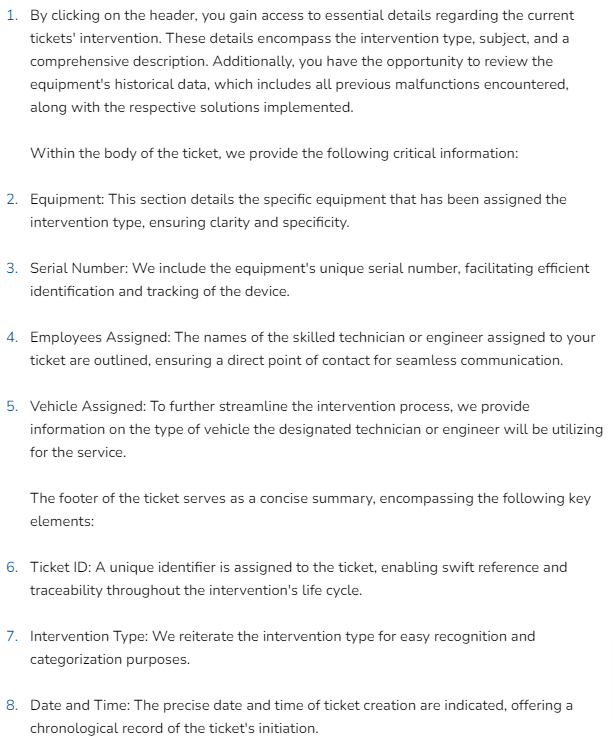 1. By clicking on the header, you gain access to essential details regarding the current
tickets' intervention. These details encompass the intervention type, subject, and a
comprehensive description. Additionally, you have the opportunity to review the
equipment's historical data, which includes all previous malfunctions encountered,
along with the respective solutions implemented.
Within the body of the ticket, we provide the following critical information:
2. Equipment: This section details the specific equipment that has been assigned the
intervention type, ensuring clarity and specificity.
3. Serial Number: We include the equipment's unique serial number, facilitating efficient
identification and tracking of the device.
4. Employees Assigned: The names of the skilled technician or engineer assigned to your
ticket are outlined, ensuring a direct point of contact for seamless communication.
5. Vehicle Assigned: To further streamline the intervention process, we provide
information on the type of vehicle the designated technician or engineer will be utilizing
for the service.
The footer of the ticket serves as a concise summary, encompassing the following key
elements:
6. Ticket ID: A unique identifier is assigned to the ticket, enabling swift reference and
traceability throughout the intervention's life cycle.
7. Intervention Type: We reiterate the intervention type for easy recognition and
categorization purposes.
8. Date and Time: The precise date and time of ticket creation are indicated, offering a
chronological record of the ticket's initiation.